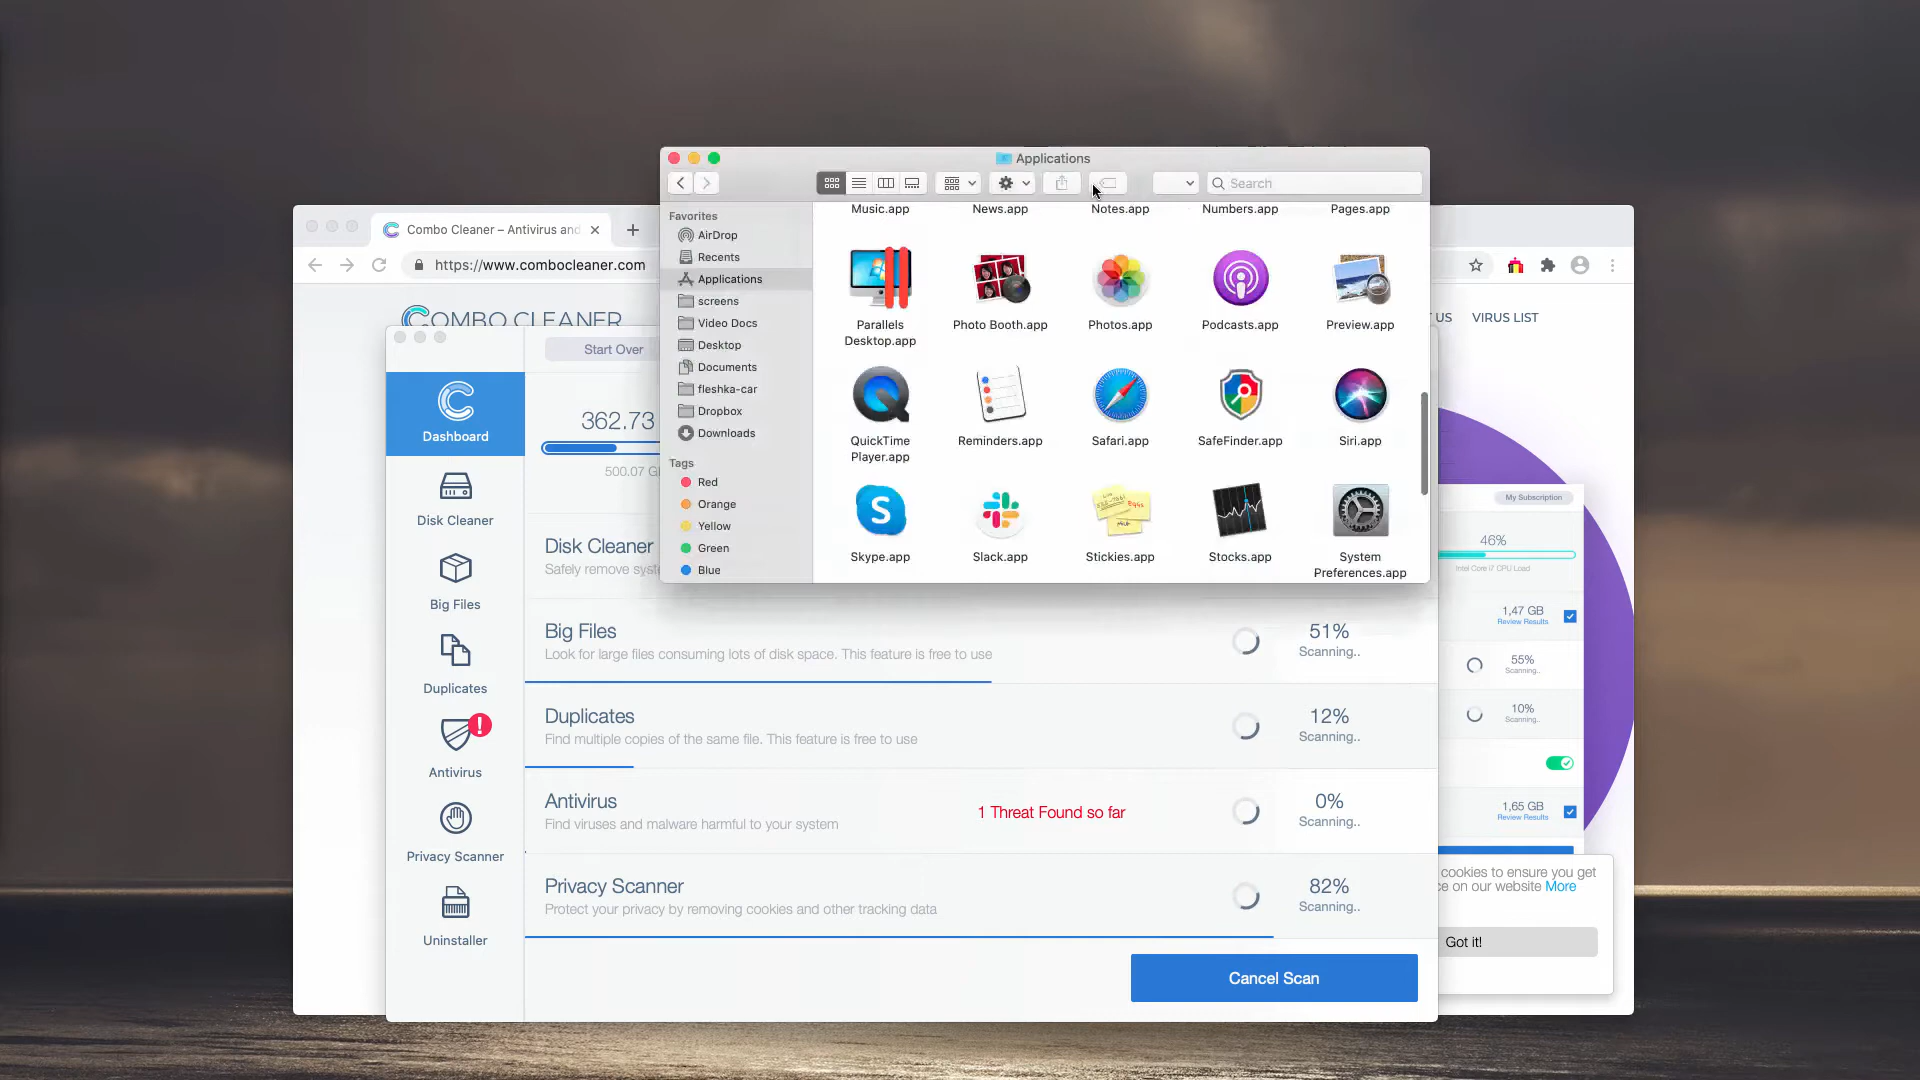 Applications
Search
Favorites
AirDrop
Recents
Applications
screens
Video Docs
Desktop
Documents
fleshka-car
Dropbox
Downloads
Tags
Red
Orange
Yellow
Green
Blue
Music.app
News.app
Notes.app
Numbers.app
Pages.app
Parallels
Desktop.app
Photo Booth.app
Photos.app
Podcasts.app
Preview.app
QuickTime
Player.app
Reminders.app
Safari.app
SafeFinder.app
Siri.app
Skype.app
Slack.app
Stickies.app
Stocks.app
System
Preferences.app
Combo Cleaner – Antivirus and
https://www.combocleaner.com
COMBO CLEANER
US
VIRUS LIST
Start Over
362.73
500.07 G
Dashboard
Disk Cleaner
Big Files
Duplicates
Antivirus
Privacy Scanner
Uninstaller
Disk Cleaner
Safely remove syste
Big Files
Look for large files consuming lots of disk space. This feature is free to use
51%
Scanning..
Duplicates
Find multiple copies of the same file. This feature is free to use
12%
Scanning..
Antivirus
Find viruses and malware harmful to your system
1 Threat Found so far
0%
Scanning..
Privacy Scanner
Protect your privacy by removing cookies and other tracking data
82%
Scanning..
Cancel Scan
My Subscription
46%
Intel Core i7 CPU Load
1,47 GB
Review Results
55%
Scanning..
10%
Scanning..
1,65 GB
Review Results
cookies to ensure you get
ce on our website More
Got it!